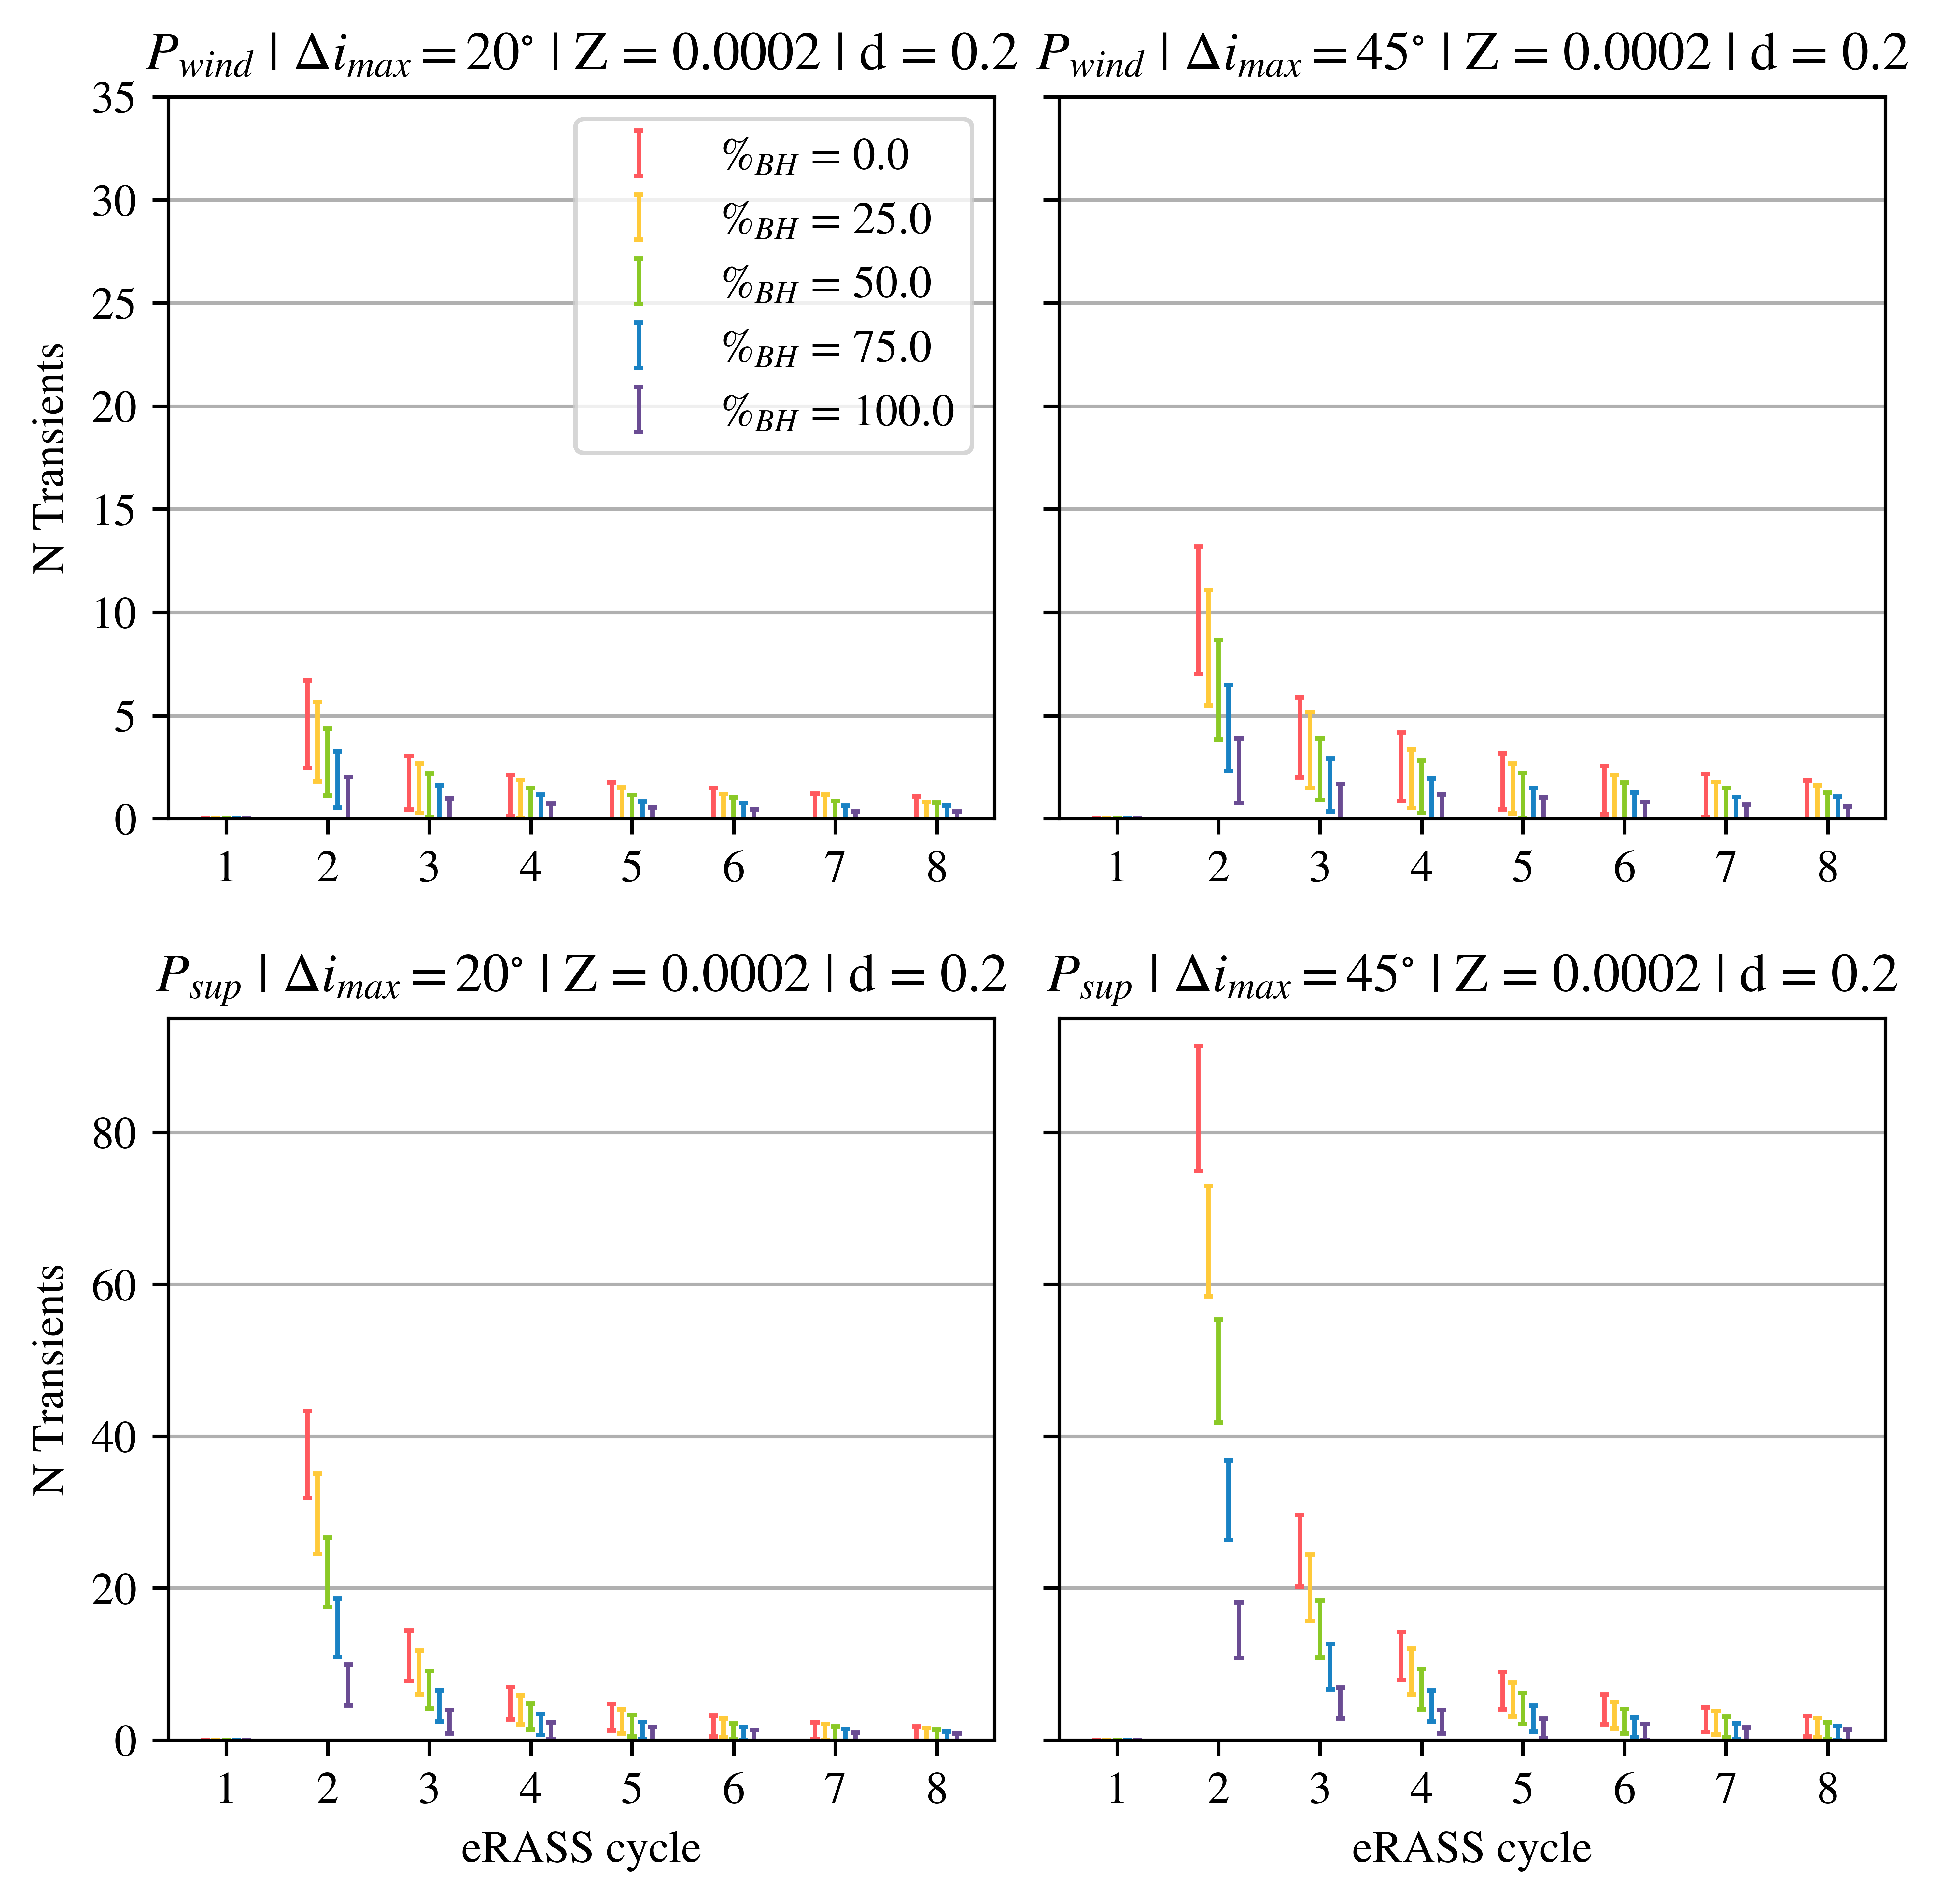 P_wind | Δi_max = 20° | Z = 0.0002 | d = 0.2
P_wind | Δi_max = 45° | Z = 0.0002 | d = 0.2
35
30
25
20
15
10
5
0
N Transients
%_BH = 0.0
%_BH = 25.0
%_BH = 50.0
%_BH = 75.0
%_BH = 100.0
1 2 3 4 5 6 7 8
1 2 3 4 5 6 7 8
P_sup | Δi_max = 20° | Z = 0.0002 | d = 0.2
P_sup | Δi_max = 45° | Z = 0.0002 | d = 0.2
80
60
40
20
0
N Transients
1 2 3 4 5 6 7 8
1 2 3 4 5 6 7 8
eRASS cycle
eRASS cycle